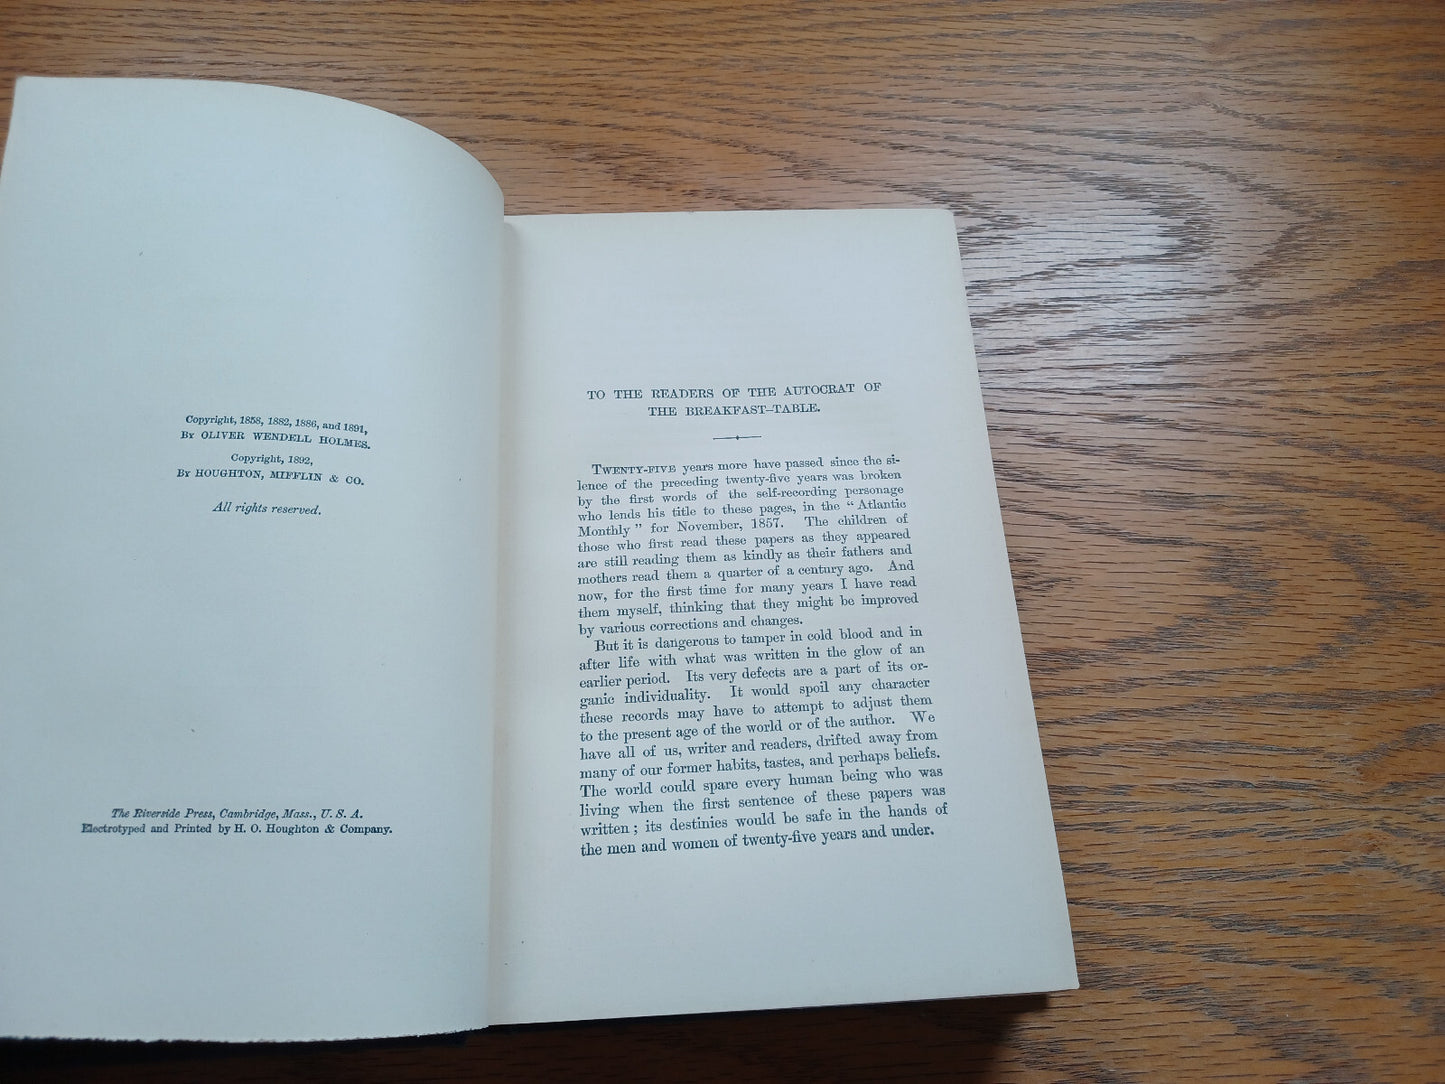 Copyright, 1858, 1882, 1886, and 1891,
By OLIVER WENDELL HOLMES.
Copyright, 1892,
By HOUGHTON, MIFFLIN & CO.
All rights reserved.
The Riverside Press, Cambridge, Mass., U. S. A.
Electrotyped and Printed by H. O. Houghton & Company.
TO THE READERS OF THE AUTOCRAT OF
THE BREAKFAST-TABLE.
TWENTY-FIVE years more have passed since the si-
lence of the preceding twenty-five years was broken
by the first words of the self-recording personage
who lends his title to these pages, in the "Atlantic
Monthly" for November, 1857. The children of
those who first read these papers as they appeared
are still reading them as kindly as their fathers and
mothers read them a quarter of a century ago. And
now, for the first time for many years I have read
them myself, thinking that they might be improved
by various corrections and changes.
But it is dangerous to tamper in cold blood and in
after life with what was written in the glow of an
earlier period. Its very defects are a part of its or-
ganic individuality. It would spoil any character
these records may have to attempt to adjust them
to the present age of the world or of the author. We
have all of us, writer and readers, drifted away from
many of our former habits, tastes, and perhaps beliefs.
The world could spare every human being who was
living when the first sentence of these papers was
written; its destinies would be safe in the hands of
the men and women of twenty-five years and under.